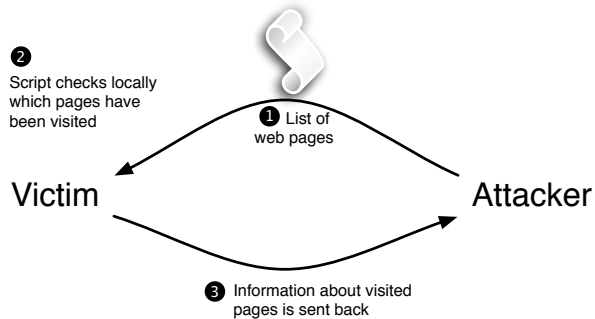 ❷
Script checks locally
which pages have
been visited
❶ List of
web pages
Victim
Attacker
❸ Information about visited
pages is sent back